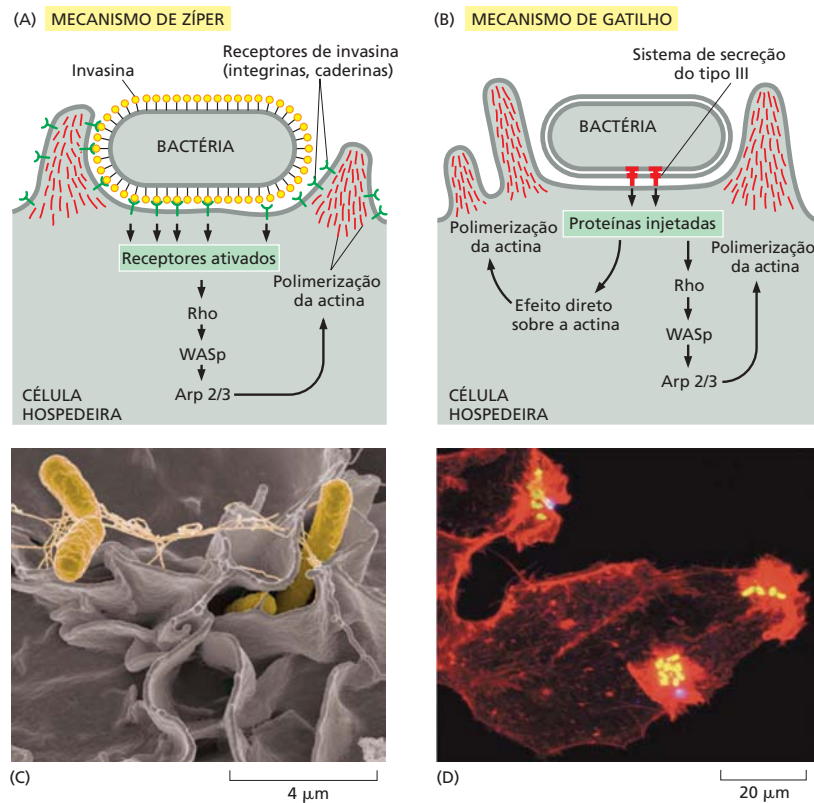 (A) MECANISMO DE ZÍPER
Invasina
Receptores de invasina
(integrinas, caderinas)
BACTÉRIA
Receptores ativados
Rho
WASp
Arp 2/3
Polimerização
da actina
CÉLULA
HOSPEDEIRA
(B) MECANISMO DE GATILHO
Sistema de secreção
do tipo III
BACTÉRIA
Proteínas injetadas
Polimerização
da actina
Efeito direto
sobre a actina
Rho
WASp
Arp 2/3
Polimerização
da actina
CÉLULA
HOSPEDEIRA
(C)
4 μm
(D)
20 μm